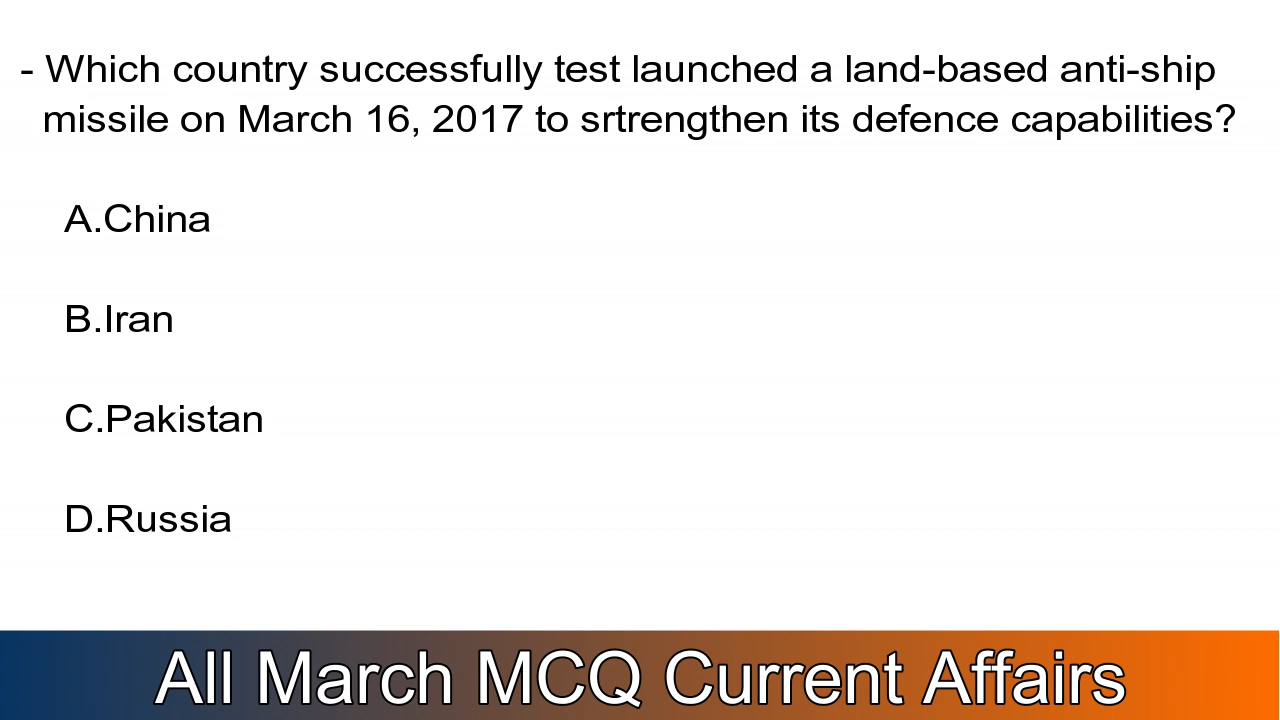 - Which country successfully test launched a land-based anti-ship
missile on March 16, 2017 to srtrengthen its defence capabilities?
A.China
B.Iran
C.Pakistan
D.Russia
All March MCQ Current Affairs